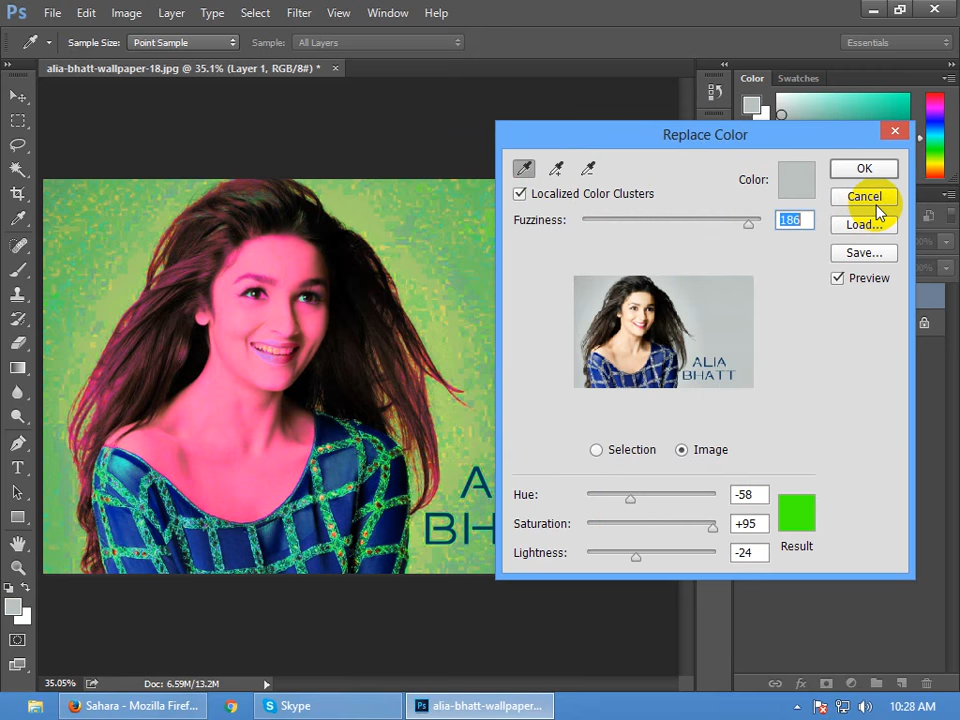 Ps File Edit Image Layer Type Select Filter View Window Help
Sample Size: Point Sample Sample: All Layers Essentials
alia-bhatt-wallpaper-18.jpg @ 35.1% (Layer 1, RGB/8#) * ×
Color Swatches
Replace Color
Color:
OK
Localized Color Clusters
Cancel
Fuzziness: 186
Load...
Save...
Preview
ALIA
BHATT
Selection Image
A
BH
Hue: -58
Saturation: +95
Lightness: -24
Result
T
35.05% Doc: 6.59M/13.2M
Sahara - Mozilla Firef...
Skype
Ps alia-bhatt-wallpaper...
10:28 AM